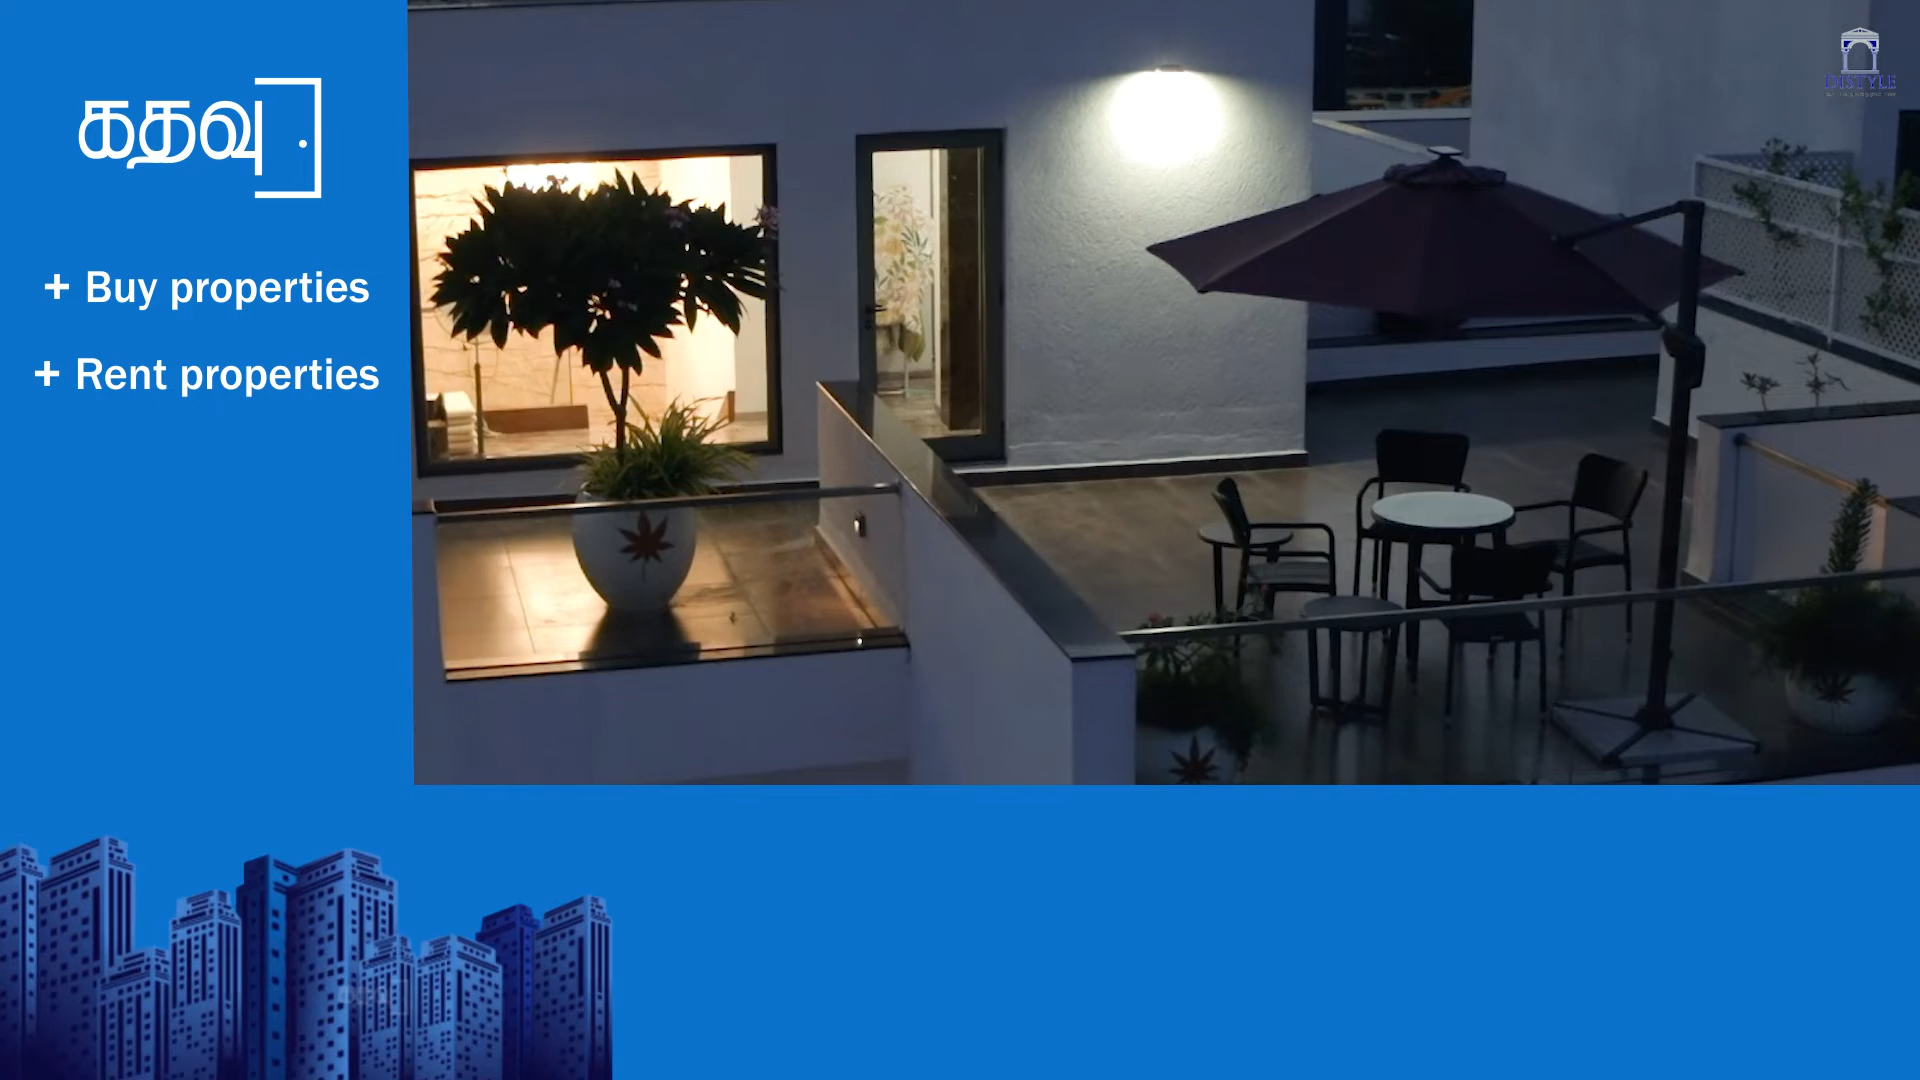 கதவு
+ Buy properties
+ Rent properties